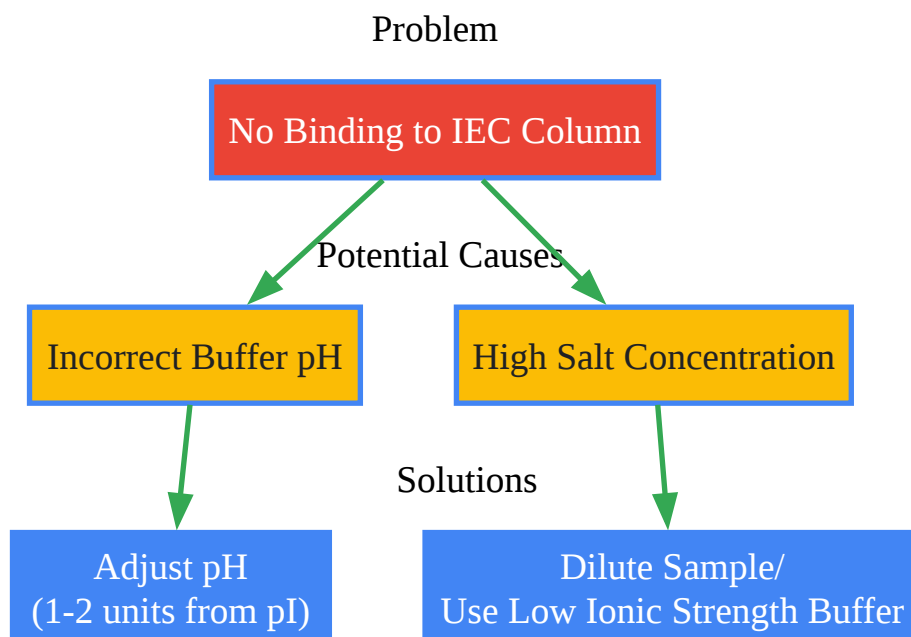 Problem
No Binding to IEC Column
Potential Causes
Incorrect Buffer pH
High Salt Concentration
Solutions
Adjust pH
(1-2 units from pI)
Dilute Sample/
Use Low Ionic Strength Buffer